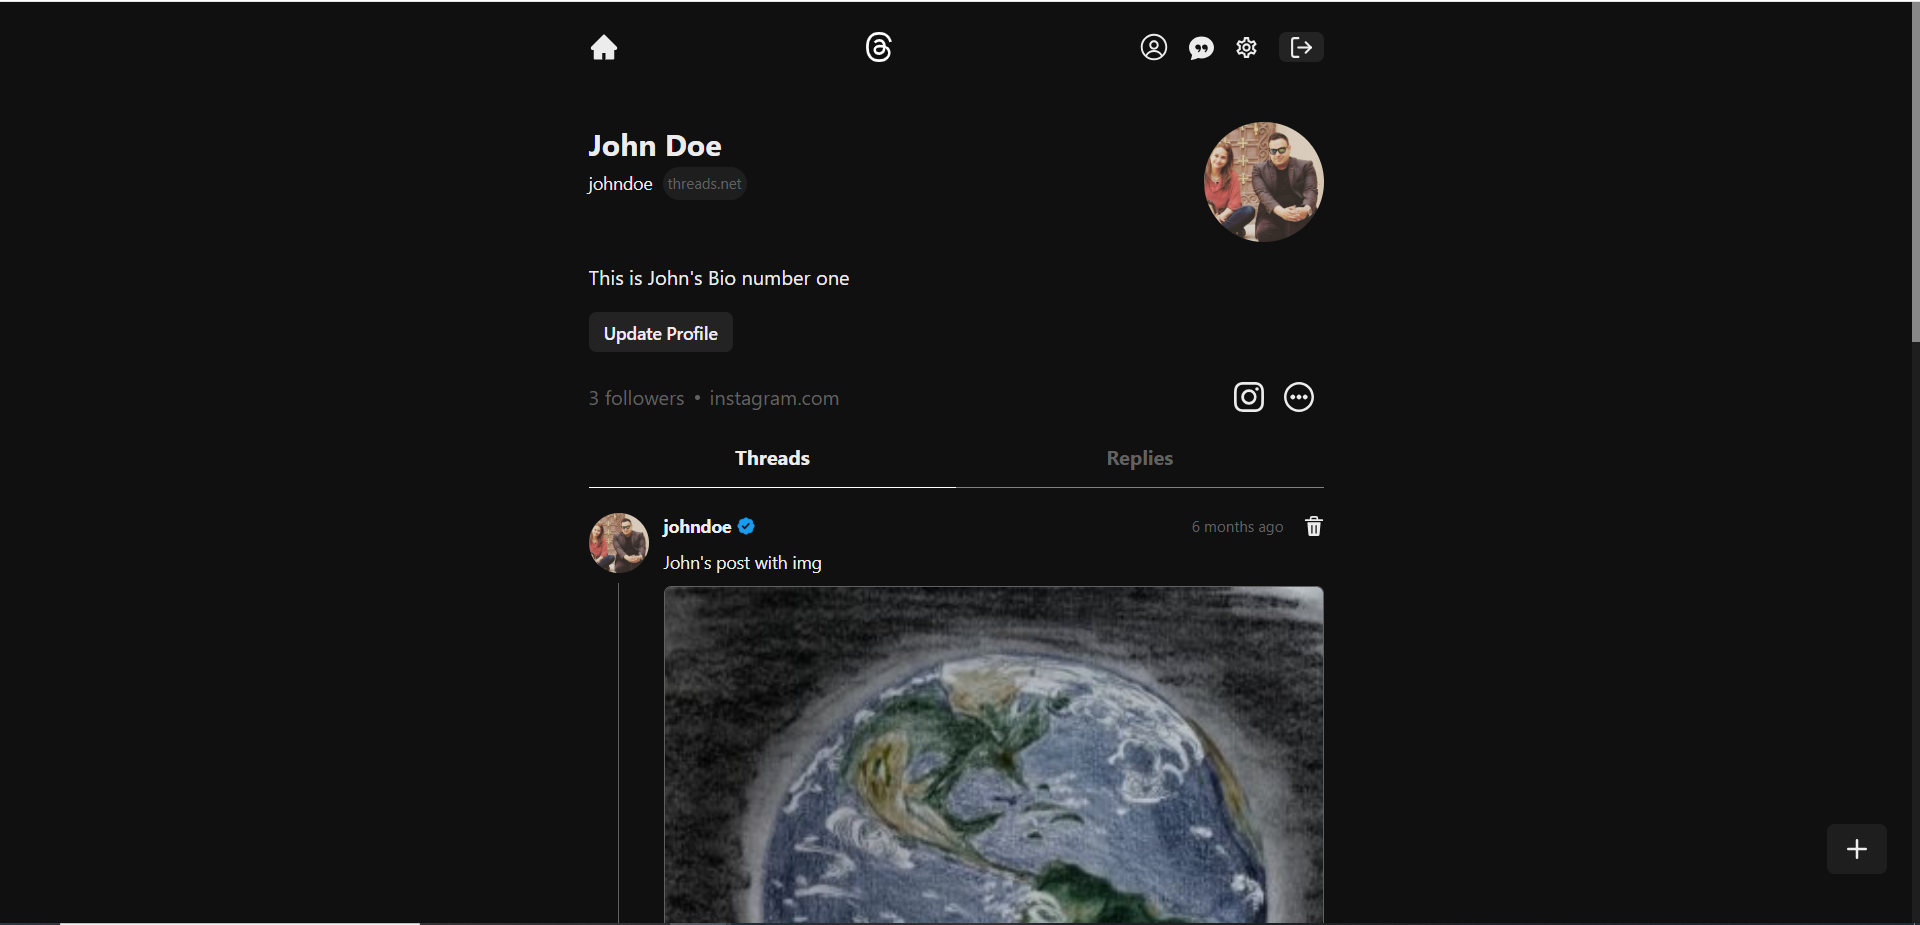 John Doe
johndoe threads.net
This is John's Bio number one
Update Profile
3 followers • instagram.com
Threads Replies
johndoe 6 months ago
John's post with img